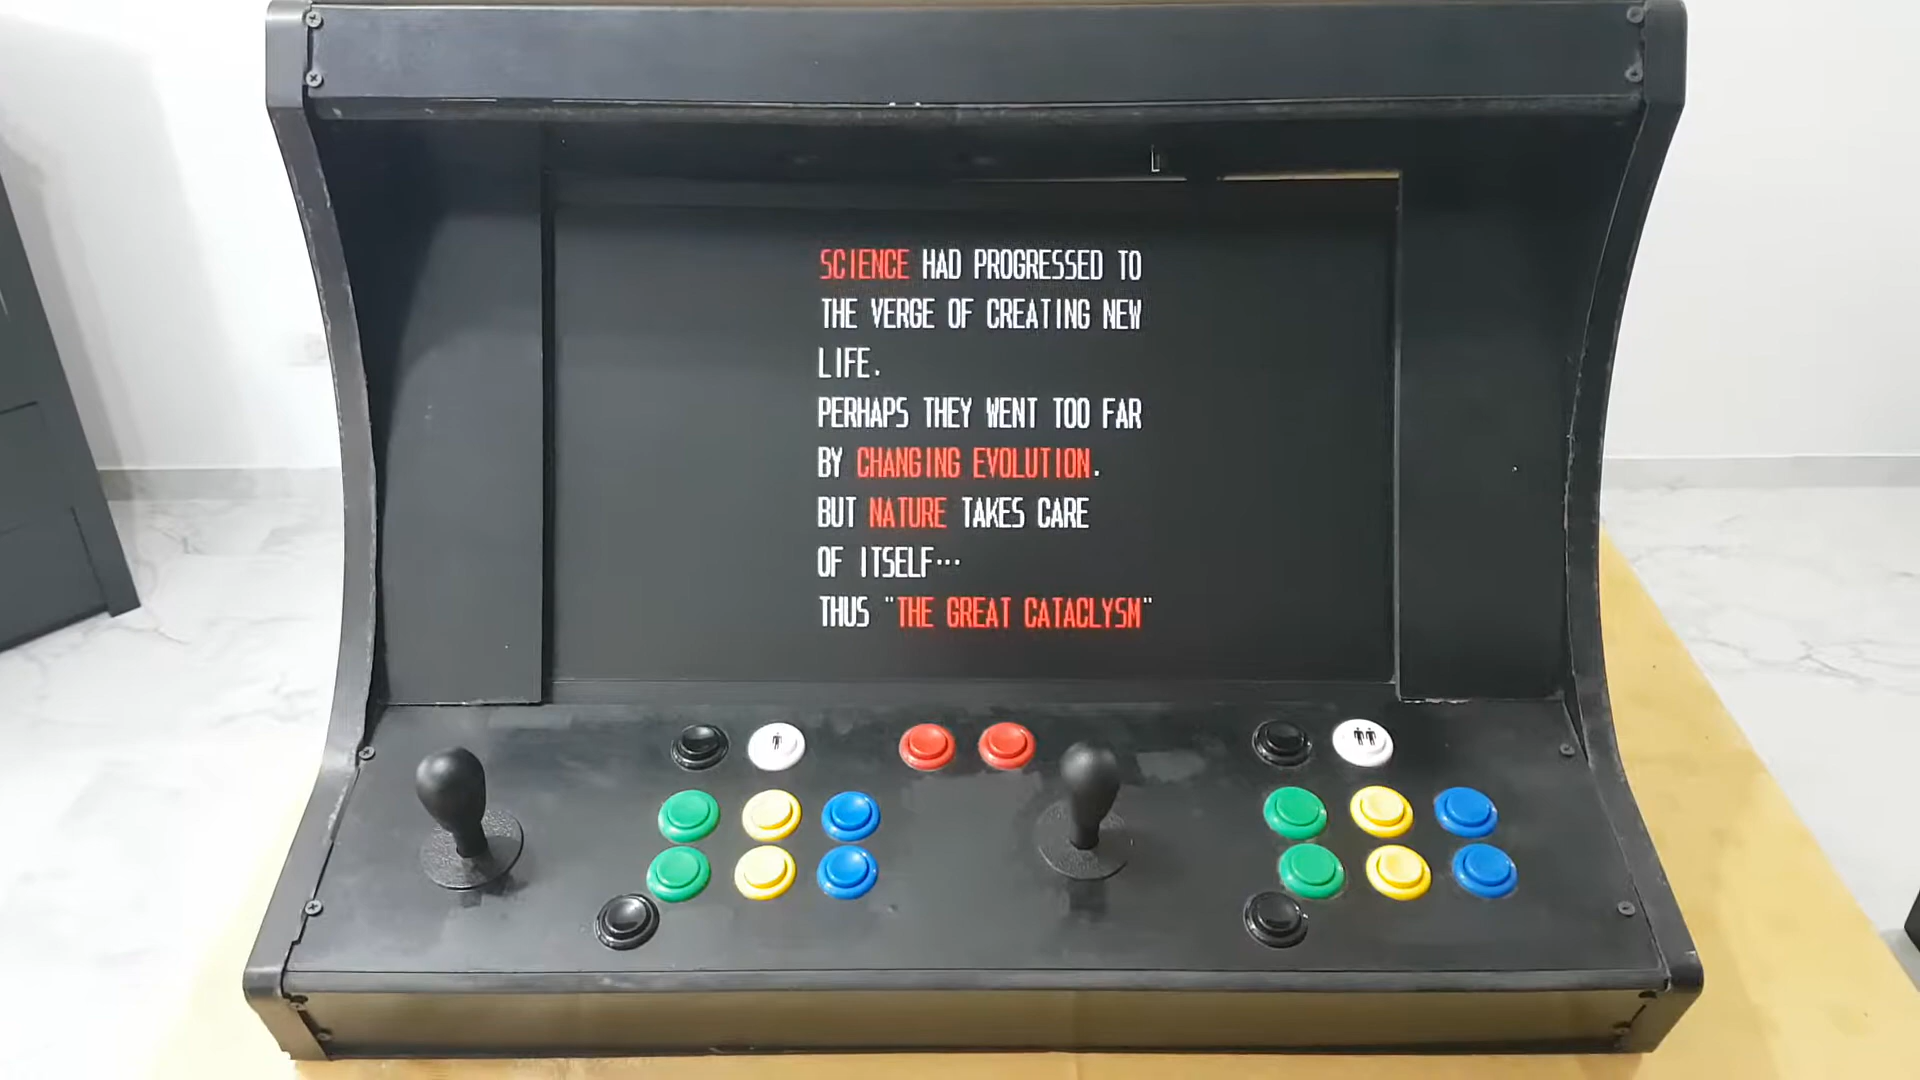 SCIENCE HAD PROGRESSED TO
THE VERGE OF CREATING NEW
LIFE.
PERHAPS THEY WENT TOO FAR
BY CHANGING EVOLUTION.
BUT NATURE TAKES CARE
OF ITSELF···
THUS "THE GREAT CATACLYSM"